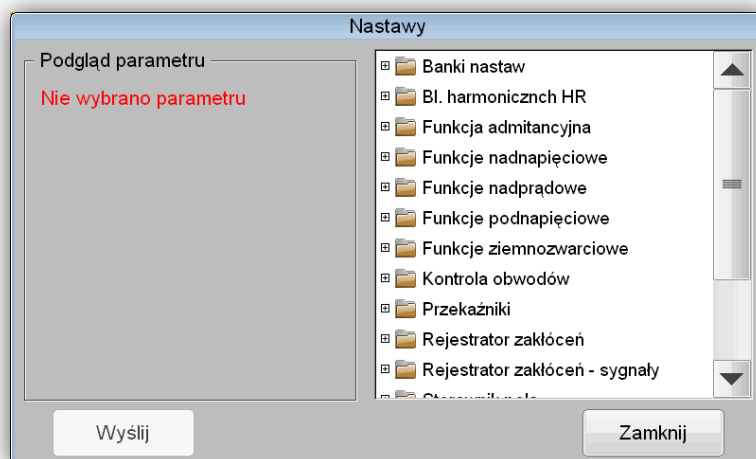 Nastawy
Podgląd parametru
Nie wybrano parametru
Banki nastaw
Bl. harmonicznch HR
Funkcja admitancyjna
Funkcje nadnapięciowe
Funkcje nadprądowe
Funkcje podnapięciowe
Funkcje ziemnozwarciowe
Kontrola obwodów
Przekaźniki
Rejestrator zakłóceń
Rejestrator zakłóceń - sygnały
Wyślij
Zamknij